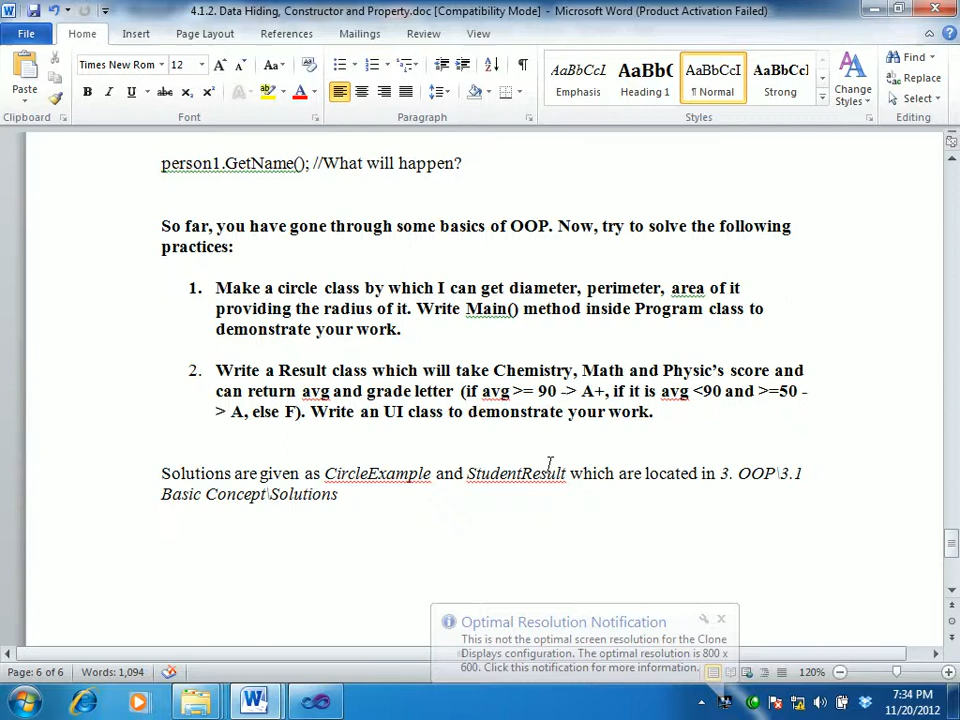 4.1.2. Data Hiding, Constructor and Property.doc [Compatibility Mode] - Microsoft Word (Product Activation Failed)
File Home Insert Page Layout References Mailings Review View
Times New Rom 12 Aa
AaBbCcI AaBbC AaBbCcI AaBbCcl
Find
Replace
Select
Paste
B I U abc x₂ x² A A
Emphasis Heading 1 ¶ Normal Strong
Change Styles
Clipboard Font Paragraph Styles Editing
person1.GetName(); //What will happen?
So far, you have gone through some basics of OOP. Now, try to solve the following
practices:
1. Make a circle class by which I can get diameter, perimeter, area of it
providing the radius of it. Write Main() method inside Program class to
demonstrate your work.
2. Write a Result class which will take Chemistry, Math and Physic's score and
can return avg and grade letter (if avg >= 90 -> A+, if it is avg <90 and >=50 -
> A, else F). Write an UI class to demonstrate your work.
Solutions are given as CircleExample and StudentResult which are located in 3. OOP\3.1
Basic Concept\Solutions
Optimal Resolution Notification
This is not the optimal screen resolution for the Clone
Displays configuration. The optimal resolution is 800 x
600. Click this notification for more information.
Page: 6 of 6 Words: 1,094 120%
7:34 PM
11/20/2012